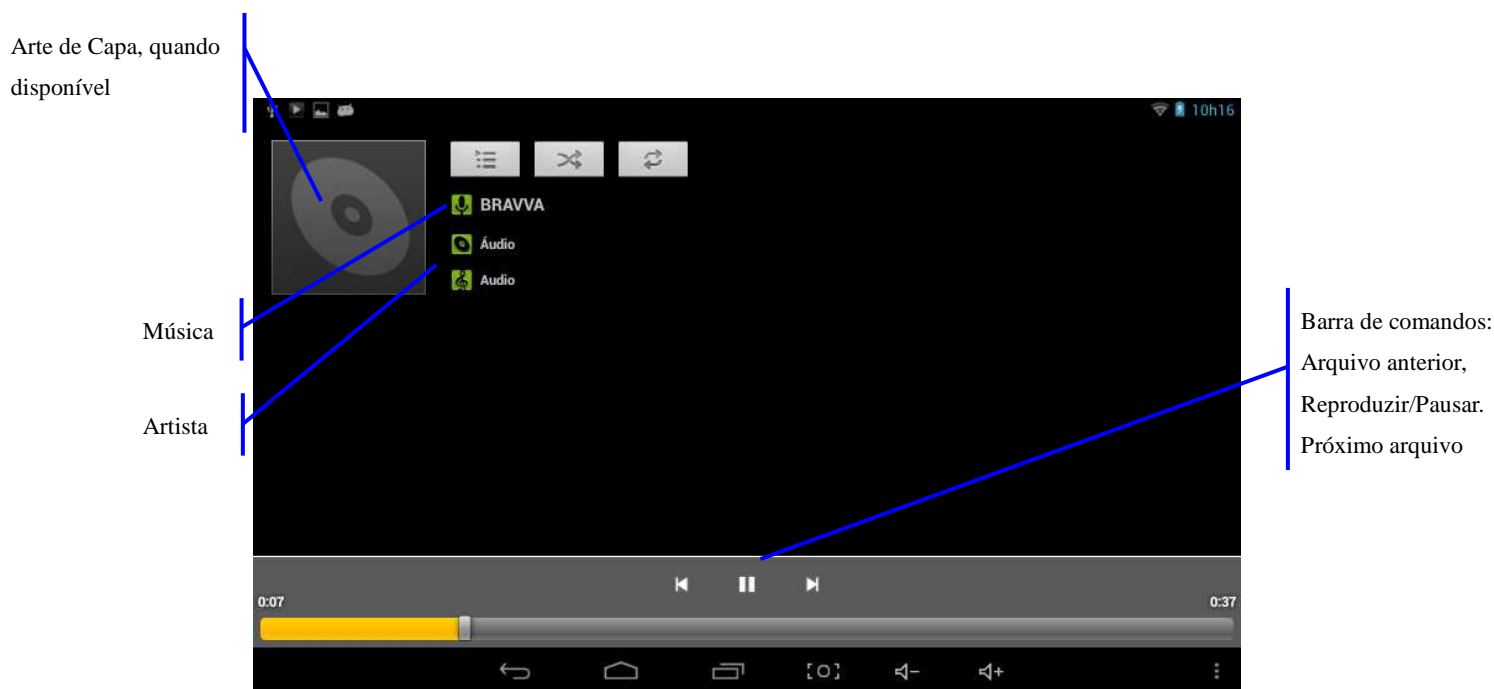 Arte de Capa, quando
disponível
10h16
BRAVVA
Áudio
Audio
Música
Artista
Barra de comandos:
Arquivo anterior,
Reproduzir/Pausar.
Próximo arquivo
0:07
0:37